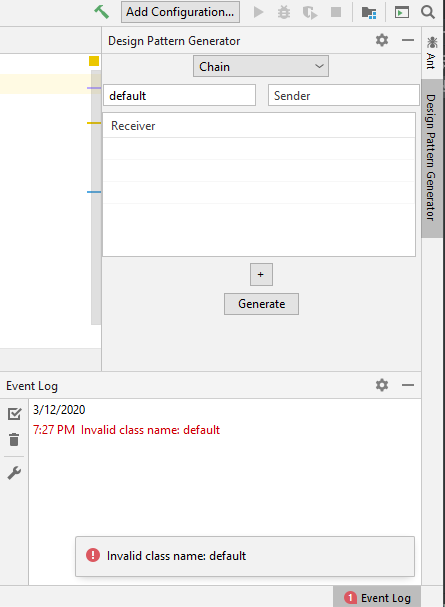 Add Configuration...
Design Pattern Generator
Chain
default
Sender
Receiver
+
Generate
Ant
Design Pattern Generator
Event Log
3/12/2020
7:27 PM Invalid class name: default
Invalid class name: default
1 Event Log